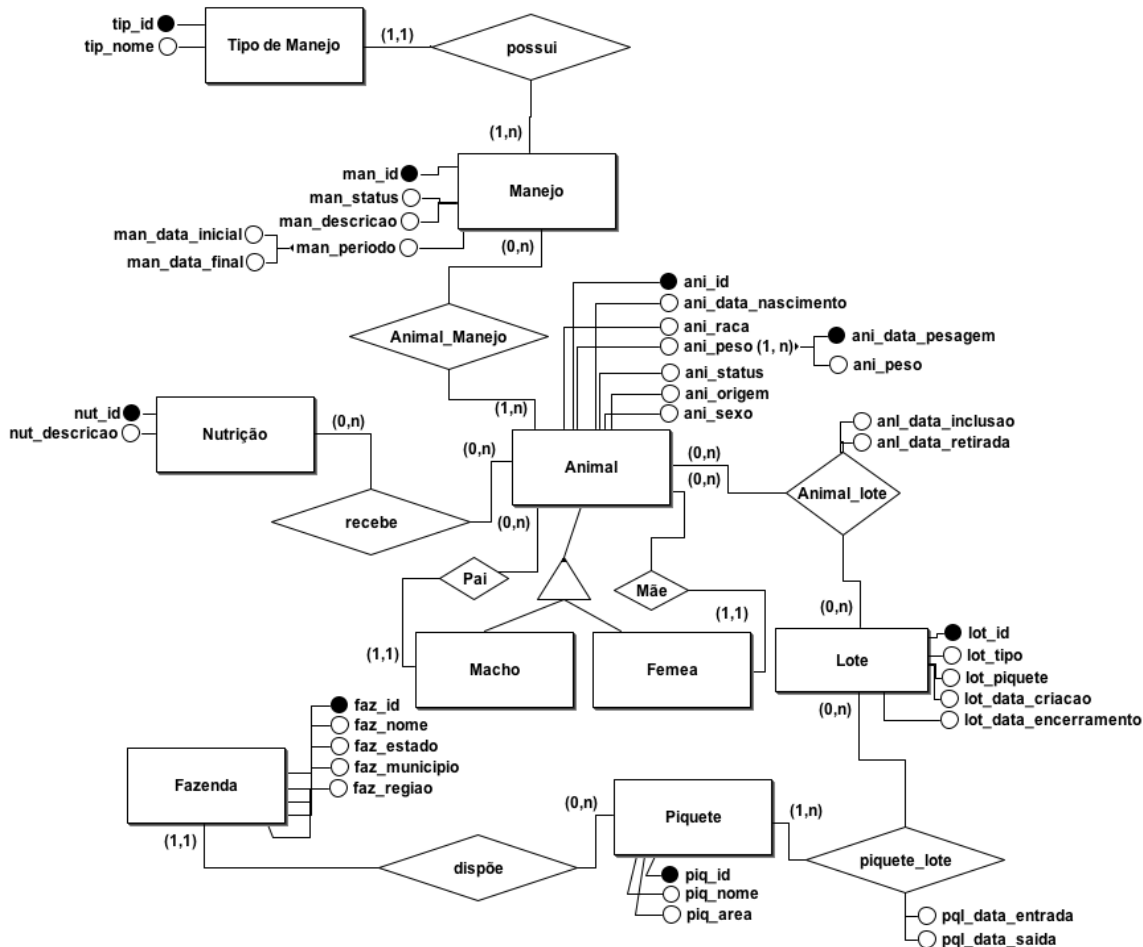 tip_id
tip_nome
Tipo de Manejo
(1,1)
possui
(1,n)
man_id
man_status
man_descricao
man_data_inicial
man_data_final
man_periodo
Manejo
(0,n)
Animal_Manejo
(1,n)
ani_id
ani_data_nascimento
ani_raca
ani_peso (1, n)
ani_data_pesagem
ani_peso
ani_status
ani_origem
ani_sexo
nut_id
nut_descricao
Nutrição
(0,n)
recebe
(0,n)
Animal
(0,n)
(0,n)
(0,n)
anl_data_inclusao
anl_data_retirada
Animal_lote
Pai
Mãe
(1,1)
Macho
(1,1)
Femea
(0,n)
Lote
lot_id
lot_tipo
lot_piquete
lot_data_criacao
lot_data_encerramento
(0,n)
faz_id
faz_nome
faz_estado
faz_municipio
faz_regiao
Fazenda
(1,1)
dispõe
(0,n)
Piquete
(1,n)
piq_id
piq_nome
piq_area
piquete_lote
pql_data_entrada
pql_data_saida